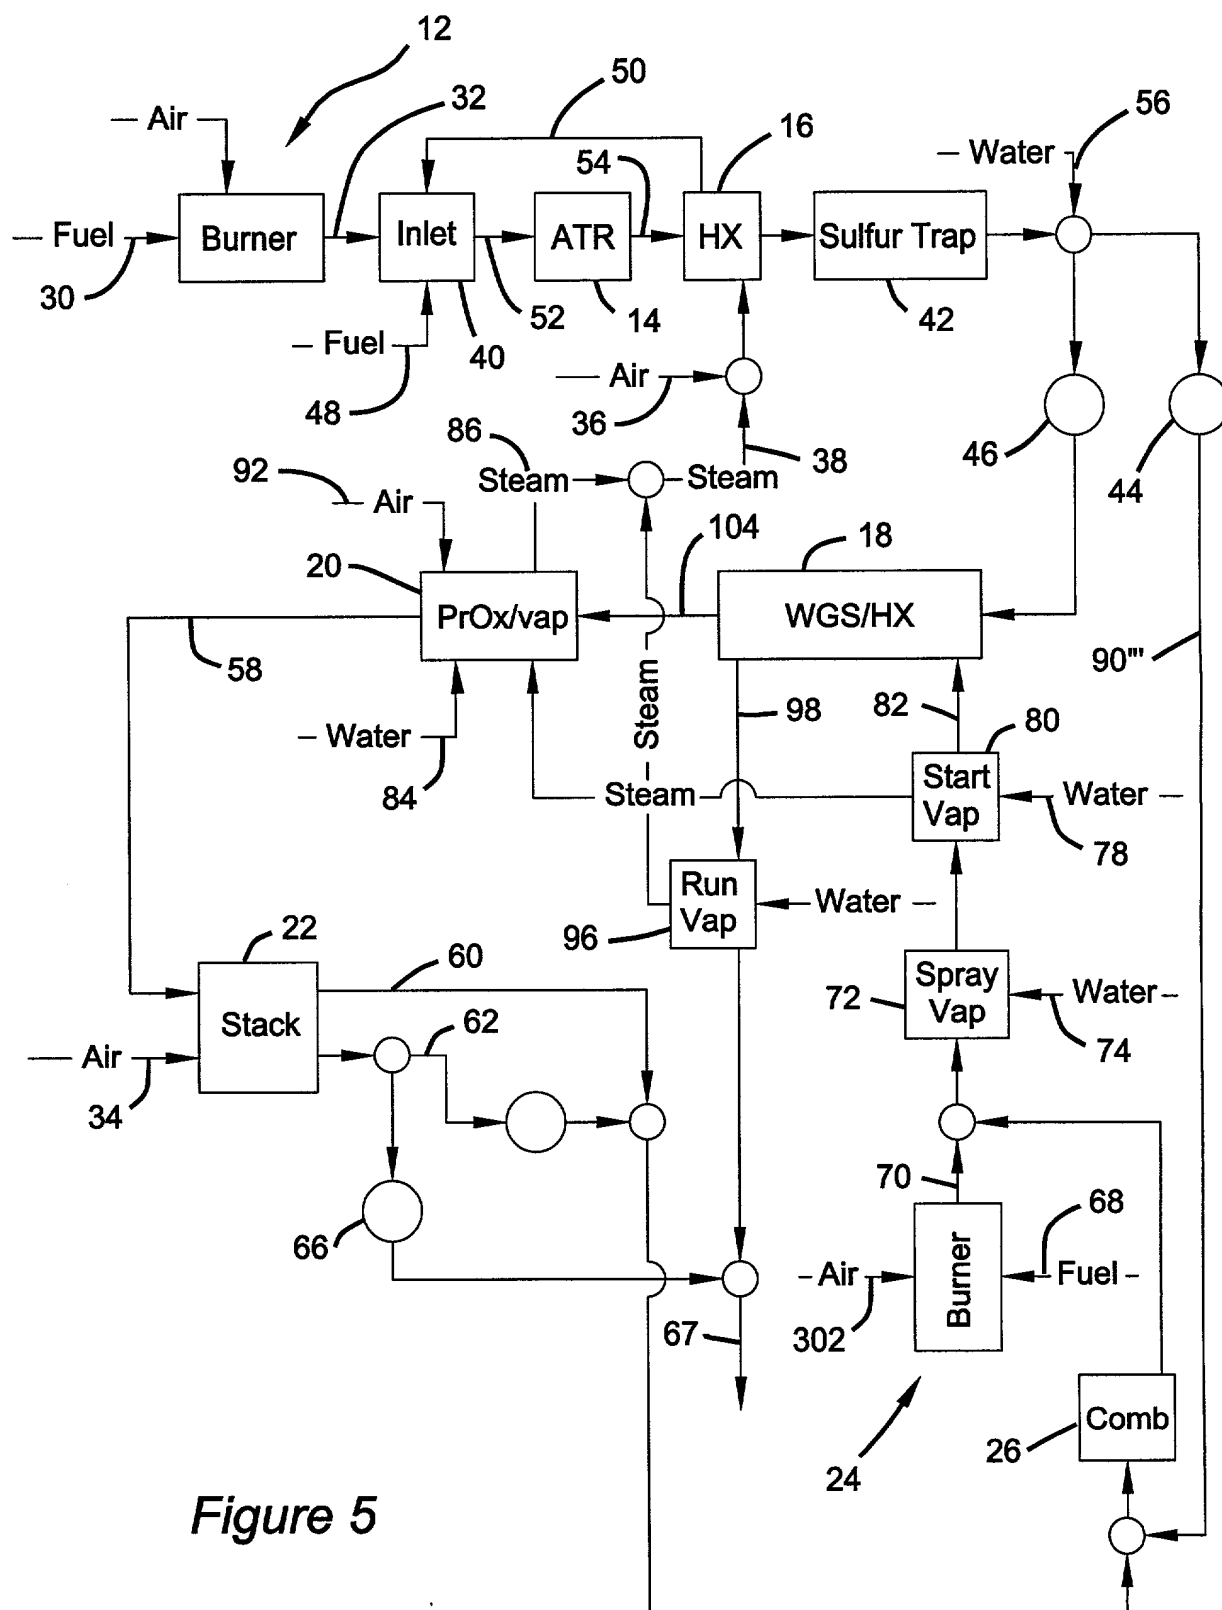 12
50
32
16
56
Air
54
Water
Fuel
Burner
Inlet
ATR
HX
Sulfur Trap
30
52
14
42
Fuel
40
Air
48
36
46
86
38
44
92
Steam
Steam
Air
104
18
20
PrOx/vap
WGS/HX
58
90'''
Steam
98
82
80
Water
84
Steam
Start
Vap
Water
78
Run
Vap
Water
96
22
60
Spray
Vap
72
Water
Stack
62
74
Air
34
70
68
66
Burner
Air
Fuel
67
302
Comb
26
24
Figure 5